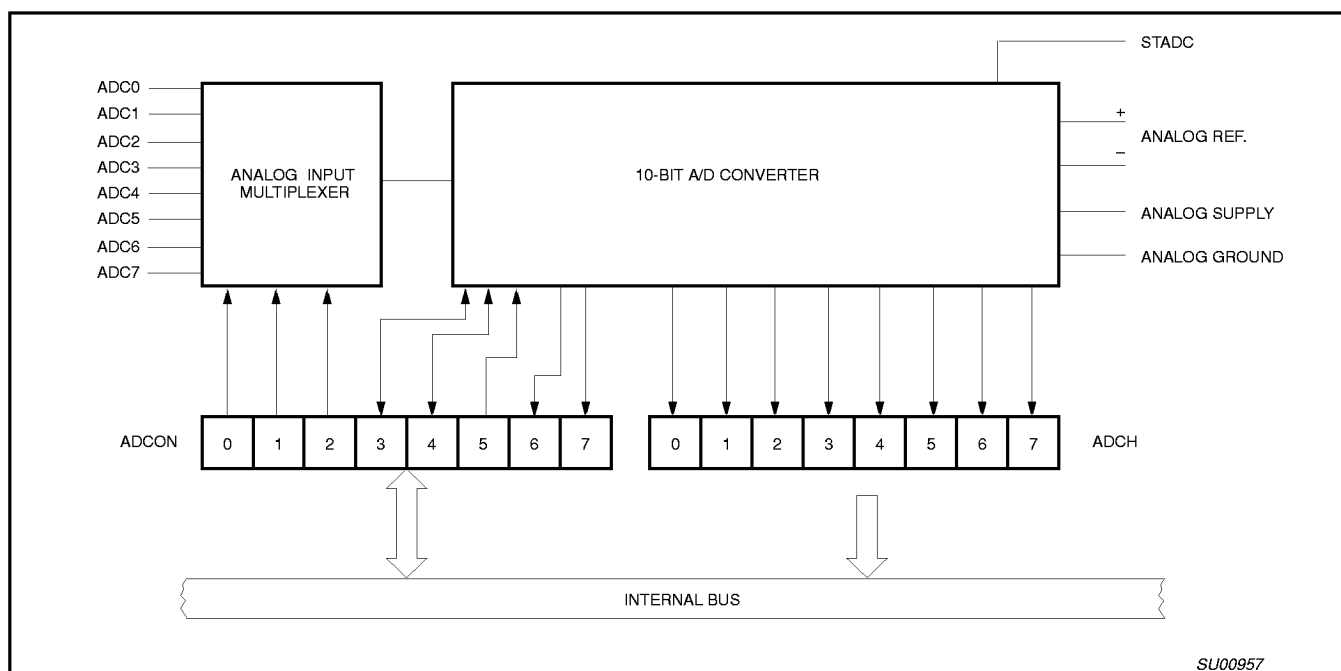 STADC
ADC0
ADC1
ADC2
ADC3
ADC4
ADC5
ADC6
ADC7
ANALOG INPUT
MULTIPLEXER
10-BIT A/D CONVERTER
+
ANALOG REF.
–
ANALOG SUPPLY
ANALOG GROUND
ADCON 0 1 2 3 4 5 6 7
0 1 2 3 4 5 6 7 ADCH
INTERNAL BUS
SU00957